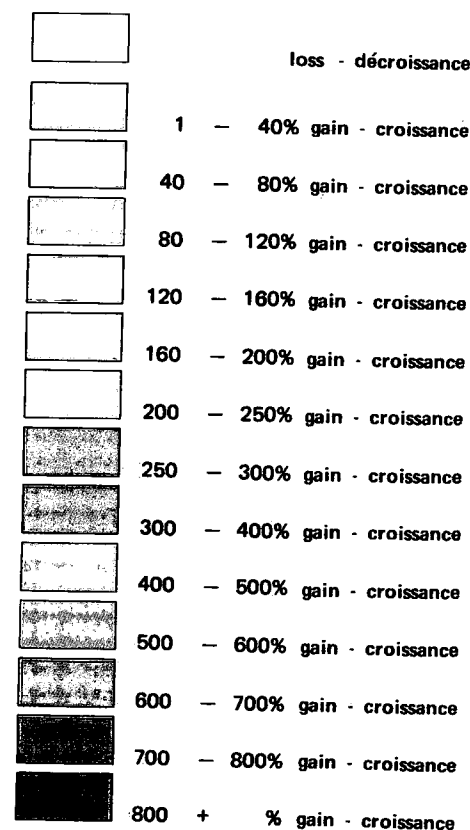 loss - décroissance
1 - 40% gain - croissance
40 - 80% gain - croissance
80 - 120% gain - croissance
120 - 160% gain - croissance
160 - 200% gain - croissance
200 - 250% gain - croissance
250 - 300% gain - croissance
300 - 400% gain - croissance
400 - 500% gain - croissance
500 - 600% gain - croissance
600 - 700% gain - croissance
700 - 800% gain - croissance
800 + % gain - croissance